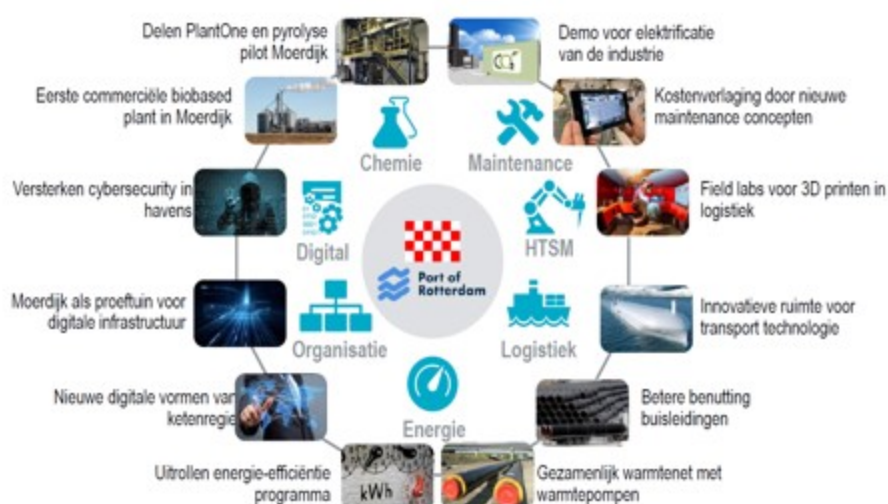 Delen PlantOne en pyrolyse
pilot Moerdijk
Demo voor elektrificatie
van de industrie
Eerste commerciële biobased
plant in Moerdijk
Kostenverlaging door nieuwe
maintenance concepten
Chemie
Maintenance
Versterken cybersecurity in
havens
Field labs voor 3D printen in
logistiek
Digital
HTSM
Port of
Rotterdam
Moerdijk als proeftuin voor
digitale infrastructuur
Innovatieve ruimte voor
transport technologie
Organisatie
Logistiek
Nieuwe digitale vormen van
ketenregie
Betere benutting
buisleidingen
Energie
Uitrollen energie-efficiëntie
programma
kWh
Gezamenlijk warmtenet met
warmtepompen